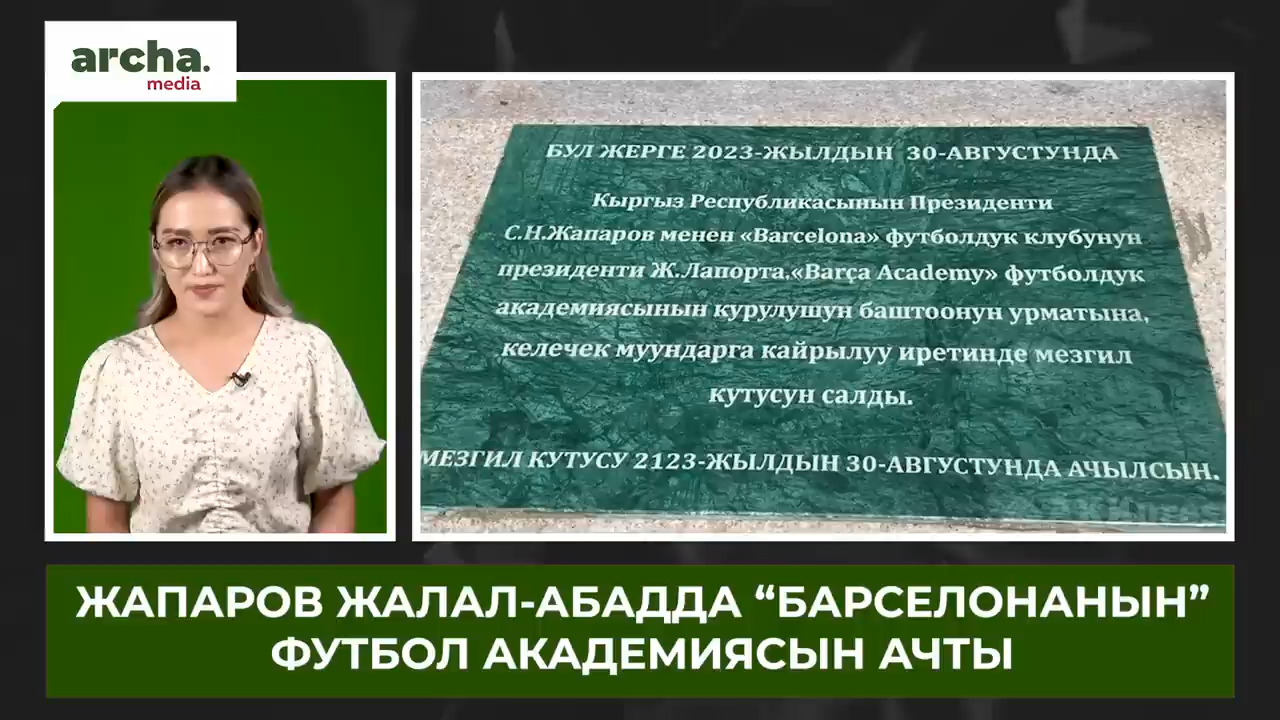 archa.
media
БУЛ ЖЕРГЕ 2023-ЖЫЛДЫН 30-АВГУСТУНДА
Кыргыз Республикасынын Президенти
С.Н.Жапаров менен «Barcelona» футболдук клубунун
президенти Ж.Лапорта.«Barça Academy» футболдук
академиясынын курулушун баштоонун урматына,
келечек муундарга кайрылуу иретинде мезгил
кутусун салды.
МЕЗГИЛ КУТУСУ 2123-ЖЫЛДЫН 30-АВГУСТУНДА АЧЫЛСЫН.
ЖАПАРОВ ЖАЛАЛ-АБАДДА “БАРСЕЛОНАНЫН”
ФУТБОЛ АКАДЕМИЯСЫН АЧТЫ